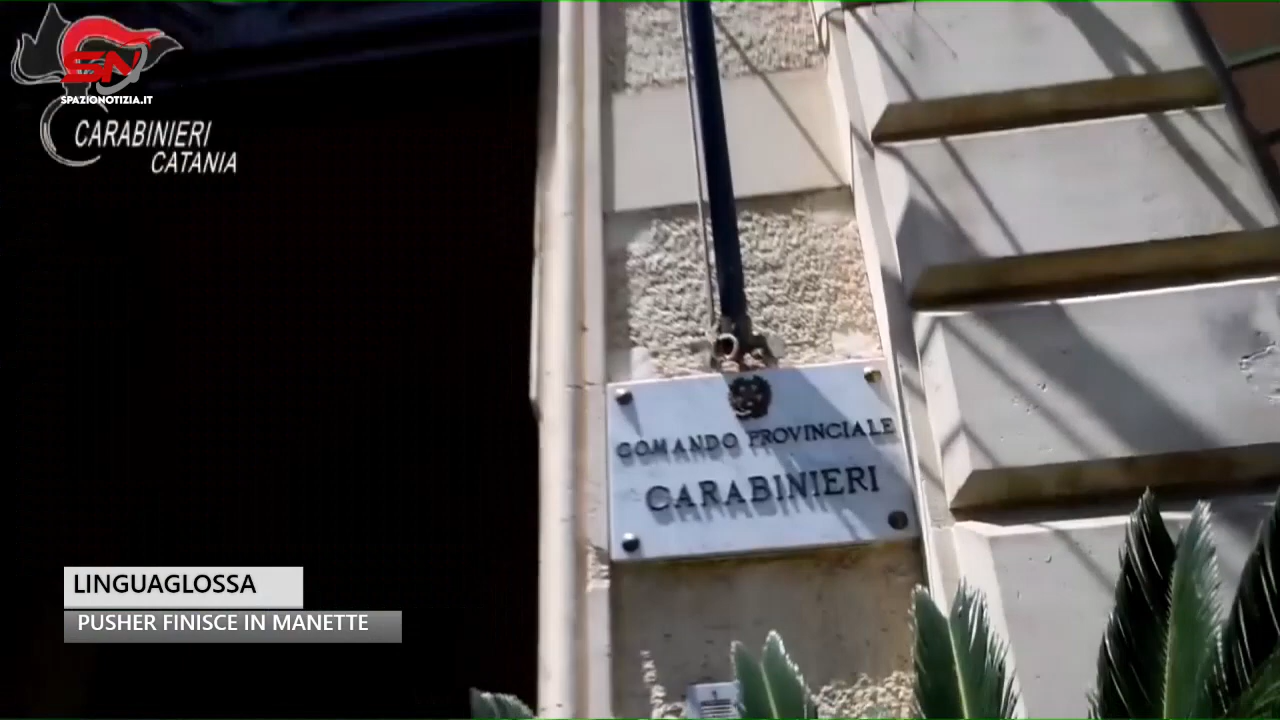 SN
SPAZIONOTIZIA.IT
CARABINIERI
CATANIA
COMANDO PROVINCIALE
CARABINIERI
LINGUAGLOSSA
PUSHER FINISCE IN MANETTE